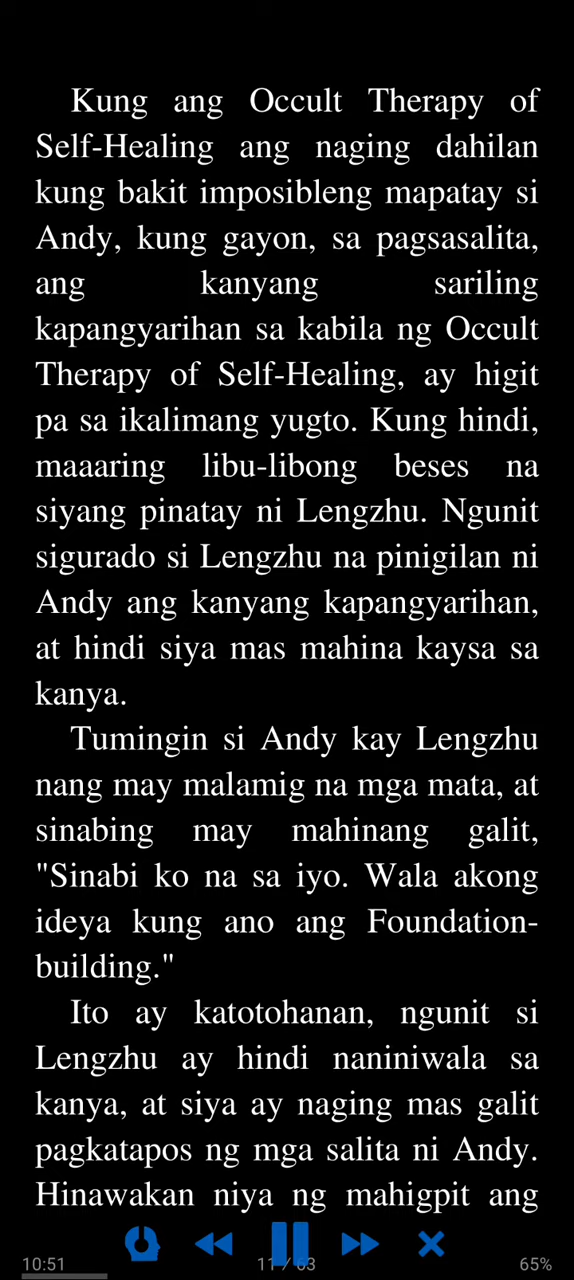 Kung ang Occult Therapy of
Self-Healing ang naging dahilan
kung bakit imposibleng mapatay si
Andy, kung gayon, sa pagsasalita,
ang kanyang sariling
kapangyarihan sa kabila ng Occult
Therapy of Self-Healing, ay higit
pa sa ikalimang yugto. Kung hindi,
maaaring libu-libong beses na
siyang pinatay ni Lengzhu. Ngunit
sigurado si Lengzhu na pinigilan ni
Andy ang kanyang kapangyarihan,
at hindi siya mas mahina kaysa sa
kanya.
Tumingin si Andy kay Lengzhu
nang may malamig na mga mata, at
sinabing may mahinang galit,
"Sinabi ko na sa iyo. Wala akong
ideya kung ano ang Foundation-
building."
Ito ay katotohanan, ngunit si
Lengzhu ay hindi naniniwala sa
kanya, at siya ay naging mas galit
pagkatapos ng mga salita ni Andy.
Hinawakan niya ng mahigpit ang
10:51 11 / 63 65%